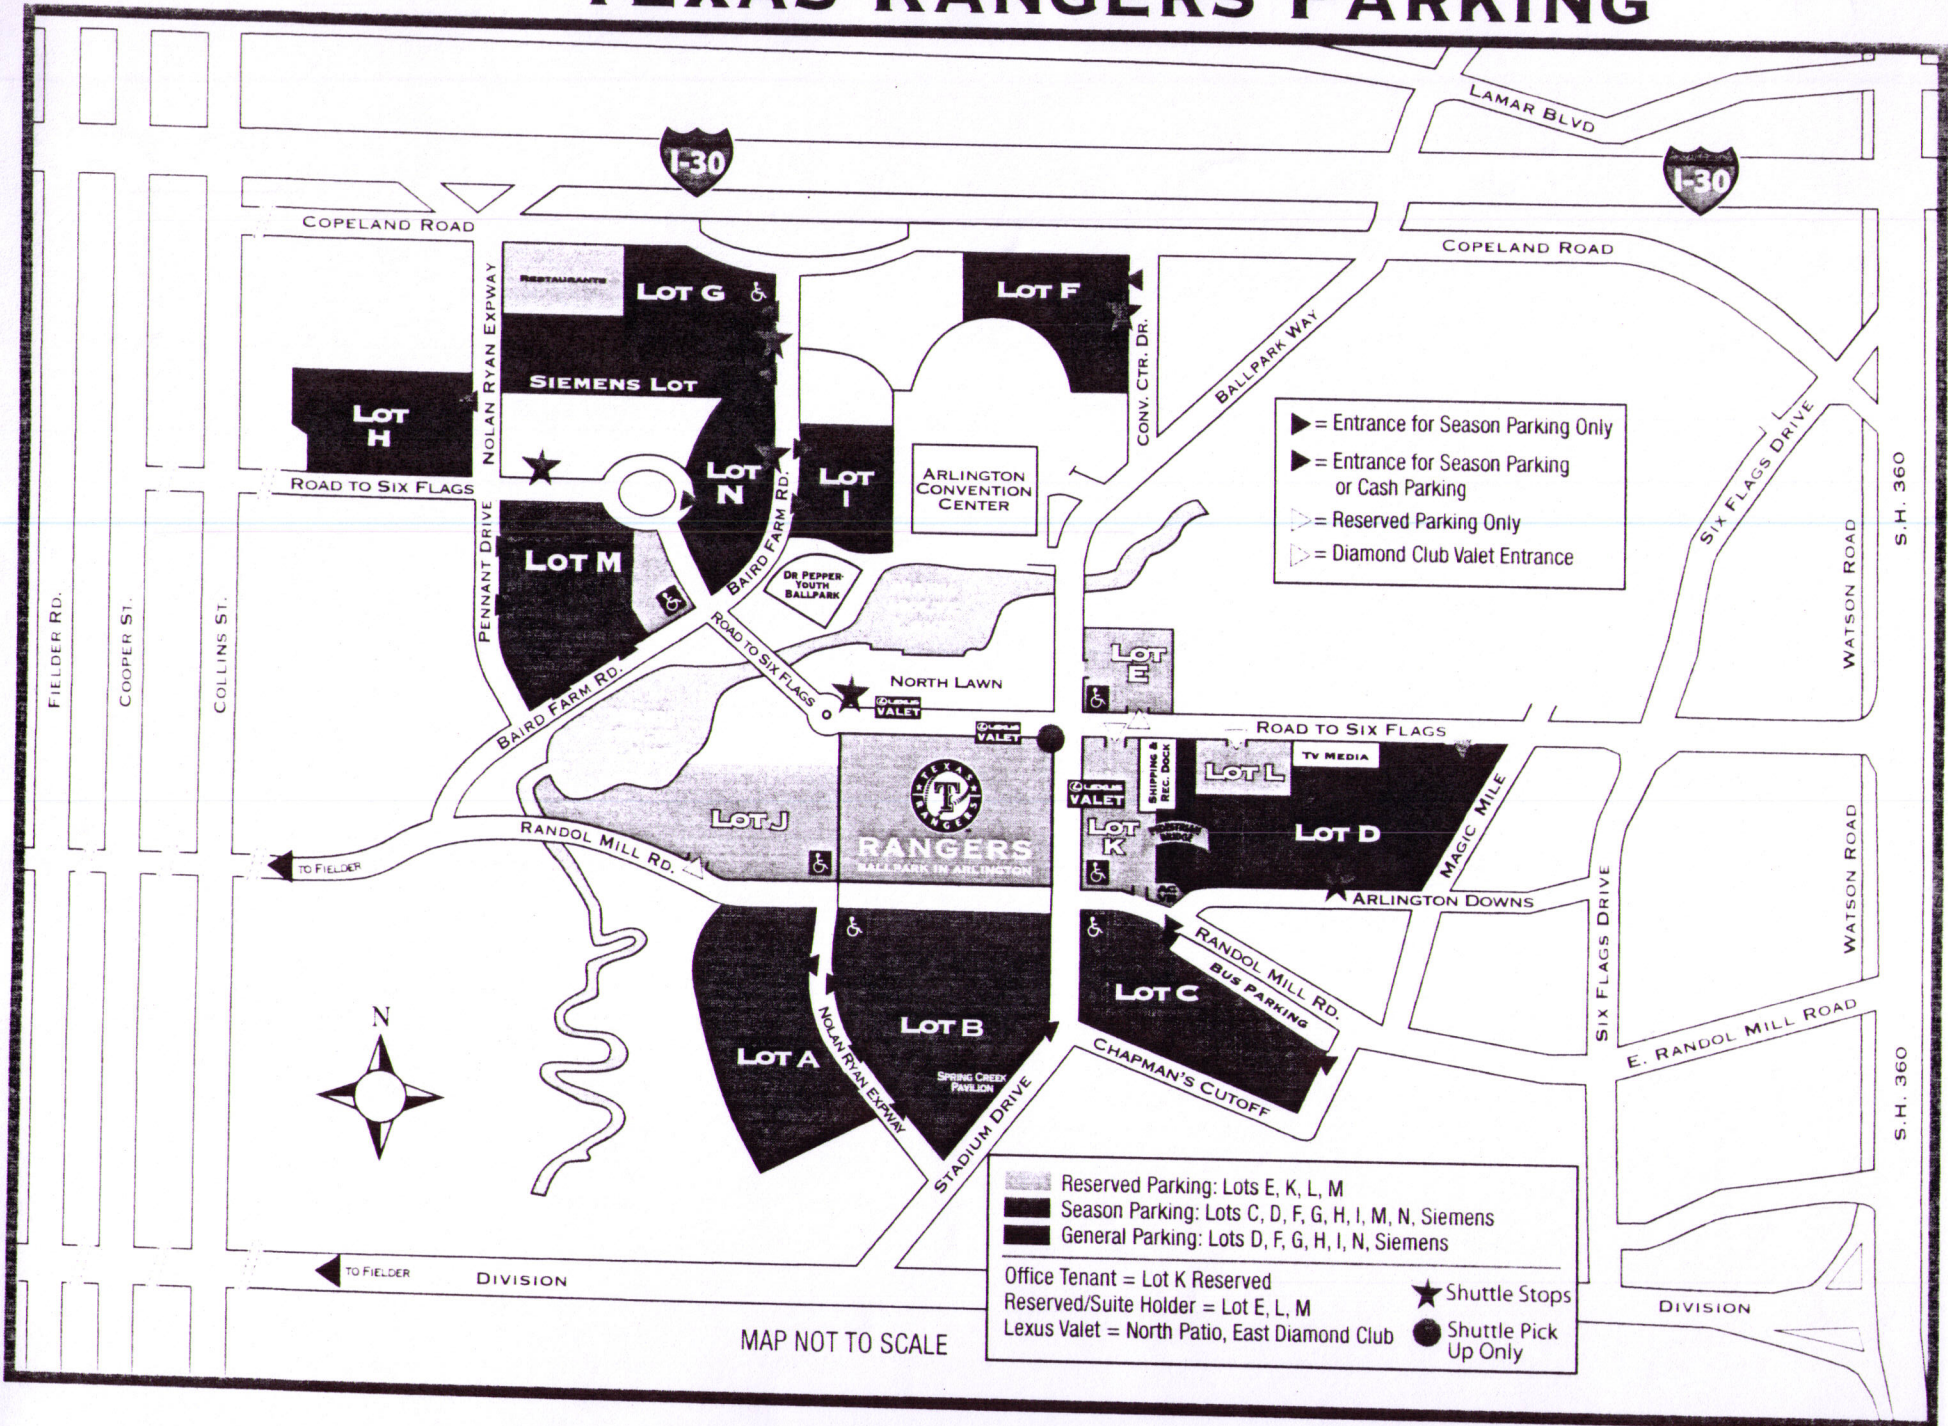 TEXAS RANGERS PARKING
LAMAR BLVD
I-30
I-30
COPELAND ROAD
COPELAND ROAD
RESTAURANTS
LOT G
LOT F
NOLAN RYAN EXPWAY
SIEMENS LOT
CONV. CTR. DR.
BALLPARK WAY
LOT
H
LOT
N
LOT
I
ARLINGTON
CONVENTION
CENTER
= Entrance for Season Parking Only
= Entrance for Season Parking
or Cash Parking
= Reserved Parking Only
= Diamond Club Valet Entrance
SIX FLAGS DRIVE
S.H. 360
ROAD TO SIX FLAGS
PENNANT DRIVE
LOT M
BAIRD FARM RD.
DR PEPPER-
YOUTH
BALLPARK
WATSON ROAD
FIELDER RD.
COOPER ST.
COLLINS ST.
ROAD TO SIX FLAGS
NORTH LAWN
LOT
E
BAIRD FARM RD.
LEXUS
VALET
LEXUS
VALET
ROAD TO SIX FLAGS
SHIPPING &
REC. DOCK
LOT L
TV MEDIA
LEXUS
VALET
TEXAS
T
RANGERS
LOT J
RANGERS
BALLPARK IN ARLINGTON
LOT
K
LOT D
MAGIC MILE
RANDOL MILL RD.
TO FIELDER
ARLINGTON DOWNS
SIX FLAGS DRIVE
WATSON ROAD
RANDOL MILL RD.
BUS PARKING
LOT C
LOT B
LOT A
NOLAN RYAN EXPWAY
SPRING CREEK
PAVILION
STADIUM DRIVE
CHAPMAN'S CUTOFF
E. RANDOL MILL ROAD
S.H. 360
N
Reserved Parking: Lots E, K, L, M
Season Parking: Lots C, D, F, G, H, I, M, N, Siemens
General Parking: Lots D, F, G, H, I, N, Siemens
Office Tenant = Lot K Reserved
Reserved/Suite Holder = Lot E, L, M
Lexus Valet = North Patio, East Diamond Club
Shuttle Stops
Shuttle Pick
Up Only
TO FIELDER
DIVISION
DIVISION
MAP NOT TO SCALE